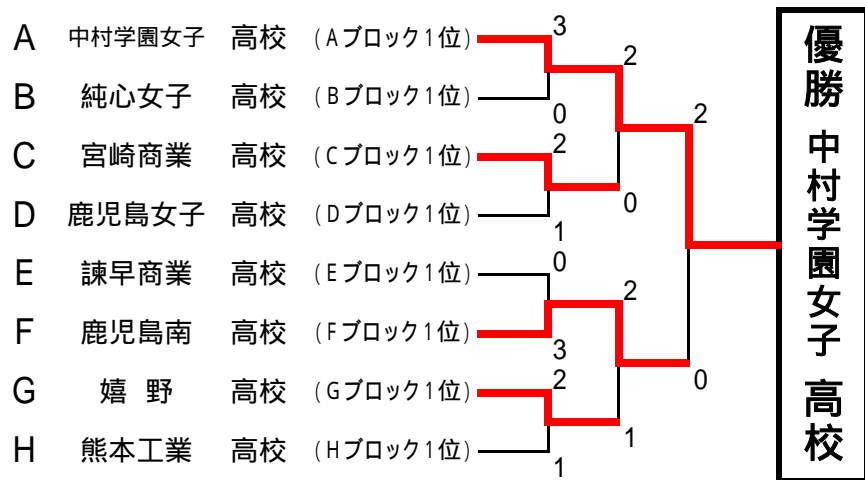 A 中村学園女子 高校 (Aブロック1位)
B 純心女子 高校 (Bブロック1位)
C 宮崎商業 高校 (Cブロック1位)
D 鹿児島女子 高校 (Dブロック1位)
E 諫早商業 高校 (Eブロック1位)
F 鹿児島南 高校 (Fブロック1位)
G 嬉野 高校 (Gブロック1位)
H 熊本工業 高校 (Hブロック1位)
3
0
2
1
0
3
2
1
2
0
2
1
2
0
優勝 中村学園女子 高校